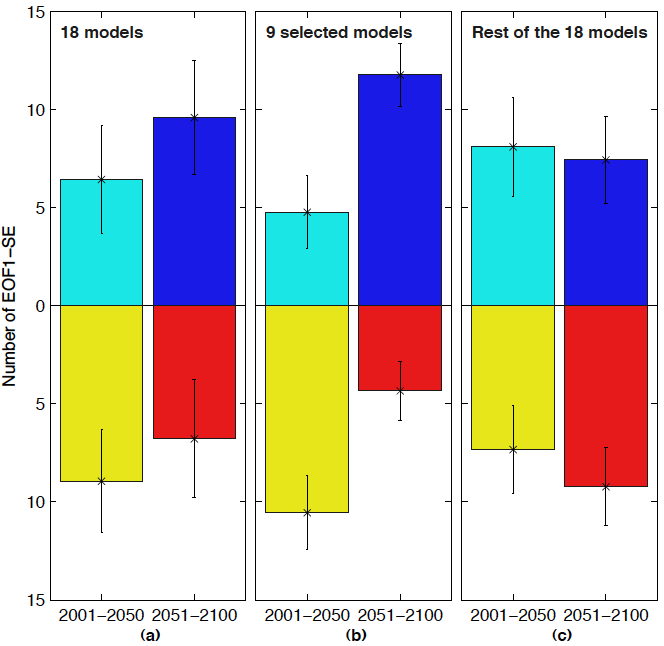 15
18 models
9 selected models
Rest of the 18 models
10
5
0
5
10
15
Number of EOF1−SE
2001−2050 2051−2100
2001−2050 2051−2100
2001−2050 2051−2100
(a)
(b)
(c)